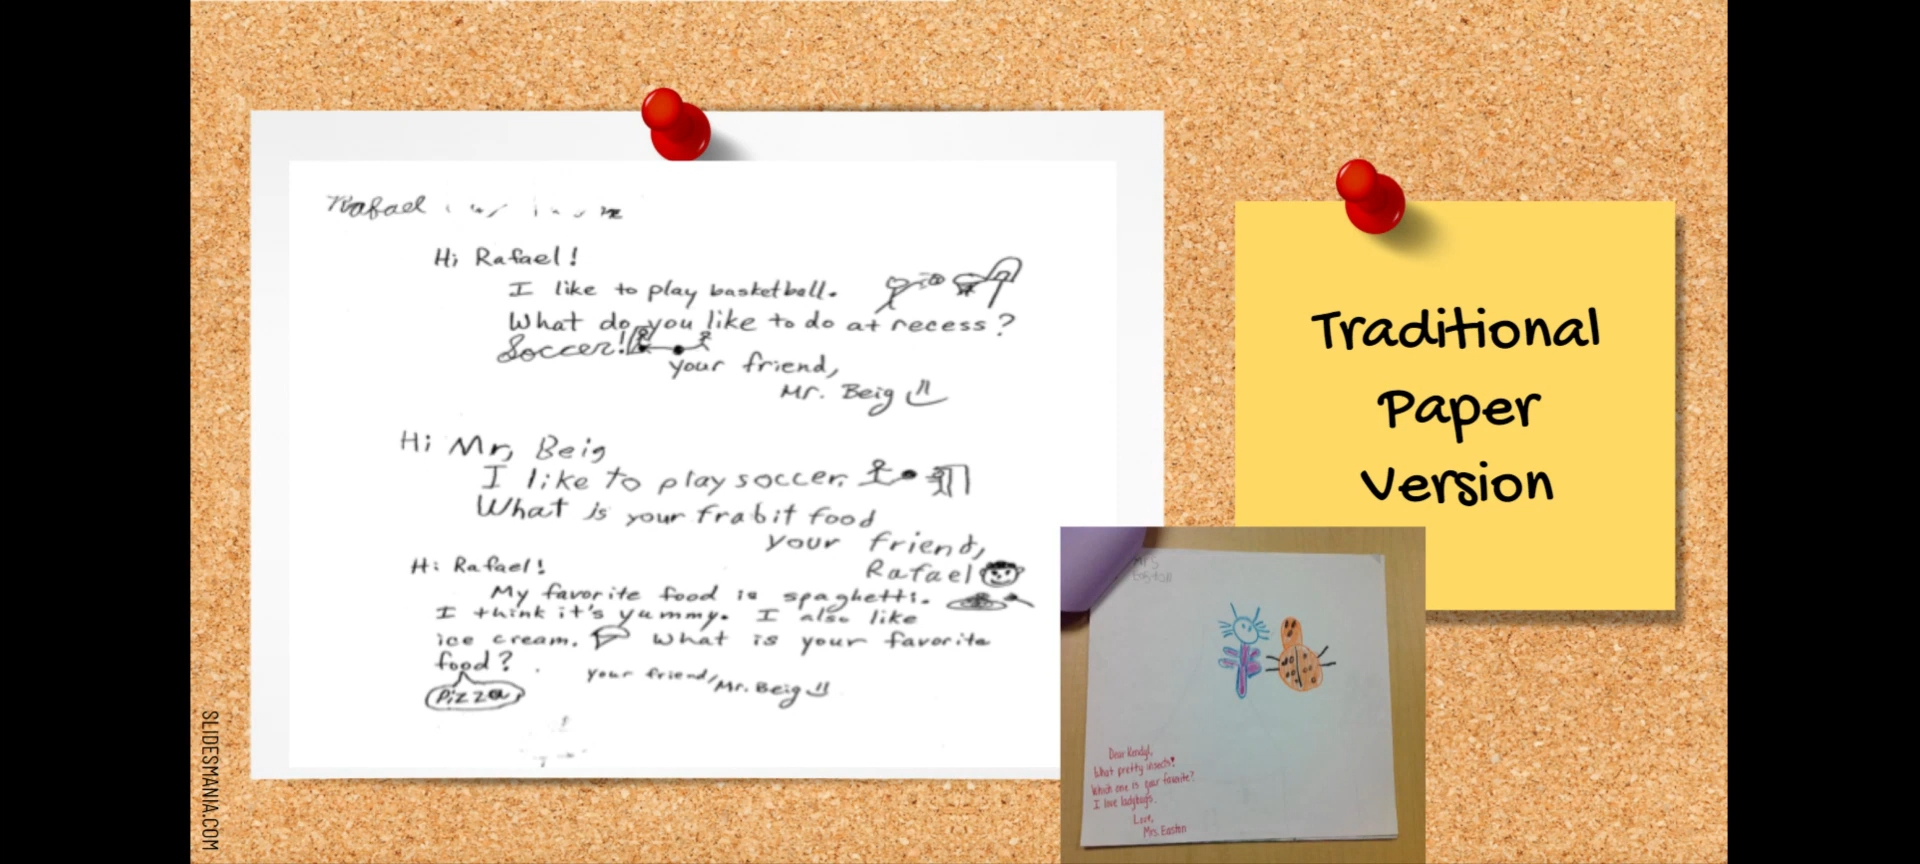 Rafael
Hi Rafael!
I like to play basketball.
What do you like to do at recess?
Soccer!
your friend,
Mr. Beig
Hi Mr, Beig
I like to play soccer.
What is your frabit food
your friend,
Rafael
Hi Rafael!
My favorite food is spaghetti.
I think it's yummy. I also like
ice cream. What is your favorite
food?
your friend, Mr. Beig
Pizza
Traditional
Paper
Version
Dear Kendyl,
What pretty insects!
Which one is your favorite?
I love ladybugs.
Love,
Mrs. Easton
SLIDESMANIA.COM